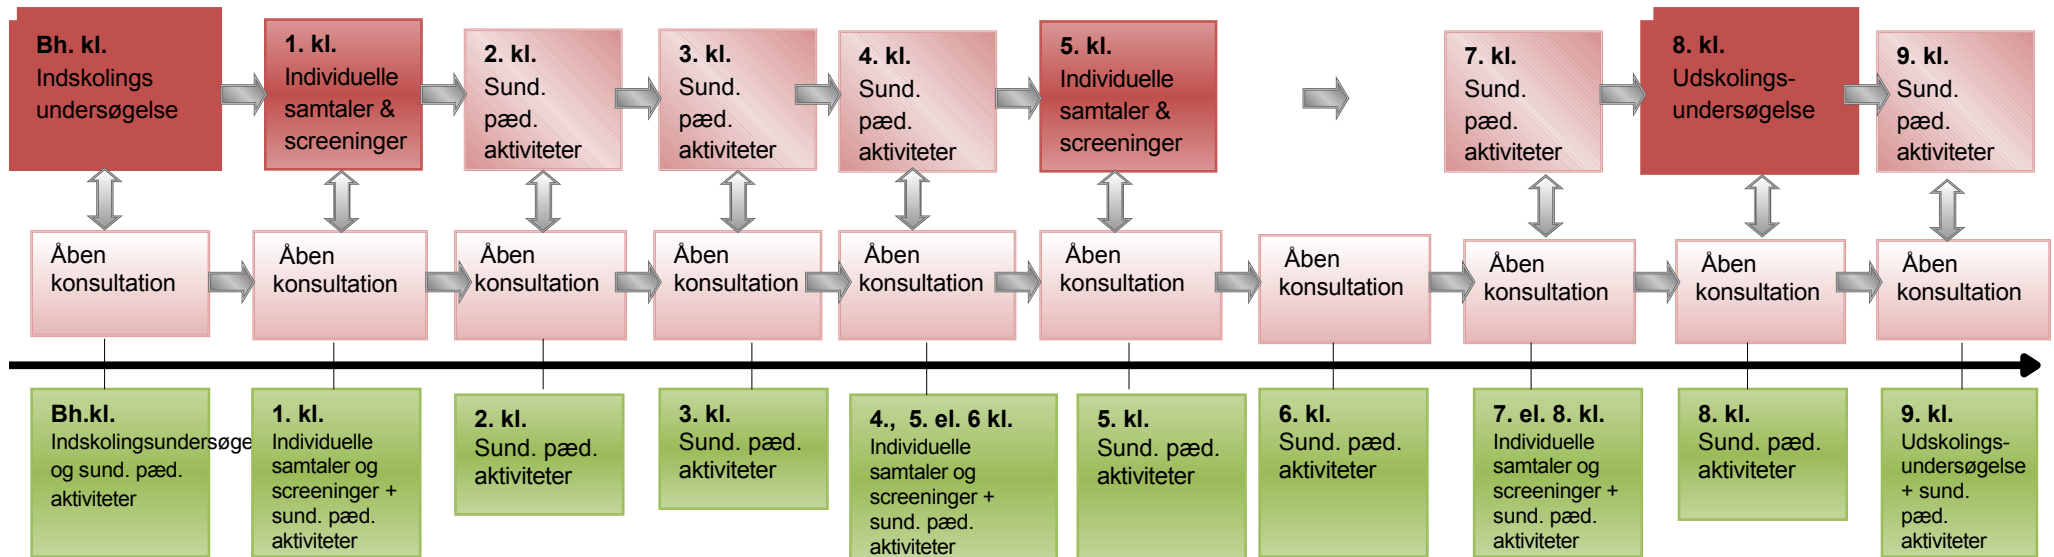 Bh. kl.
Indskolings
undersøgelse
1. kl.
Individuelle
samtaler &
screeninger
2. kl.
Sund.
pæd.
aktiviteter
3. kl.
Sund.
pæd.
aktiviteter
4. kl.
Sund.
pæd.
aktiviteter
5. kl.
Individuelle
samtaler &
screeninger
7. kl.
Sund.
pæd.
aktiviteter
8. kl.
Udskolings-
undersøgelse
9. kl.
Sund.
pæd.
aktiviteter
Åben
konsultation
Åben
konsultation
Åben
konsultation
Åben
konsultation
Åben
konsultation
Åben
konsultation
Åben
konsultation
Åben
konsultation
Åben
konsultation
Åben
konsultation
Bh.kl.
Indskolingsundersøge
og sund. pæd.
aktiviteter
1. kl.
Individuelle
samtaler og
screeninger +
sund. pæd.
aktiviteter
2. kl.
Sund. pæd.
aktiviteter
3. kl.
Sund. pæd.
aktiviteter
4., 5. el. 6 kl.
Individuelle
samtaler og
screeninger +
sund. pæd.
aktiviteter
5. kl.
Sund. pæd.
aktiviteter
6. kl.
Sund. pæd.
aktiviteter
7. el. 8. kl.
Individuelle
samtaler og
screeninger +
sund. pæd.
aktiviteter
8. kl.
Sund. pæd.
aktiviteter
9. kl.
Udskolings-
undersøgelse
+ sund.
pæd.
aktiviteter